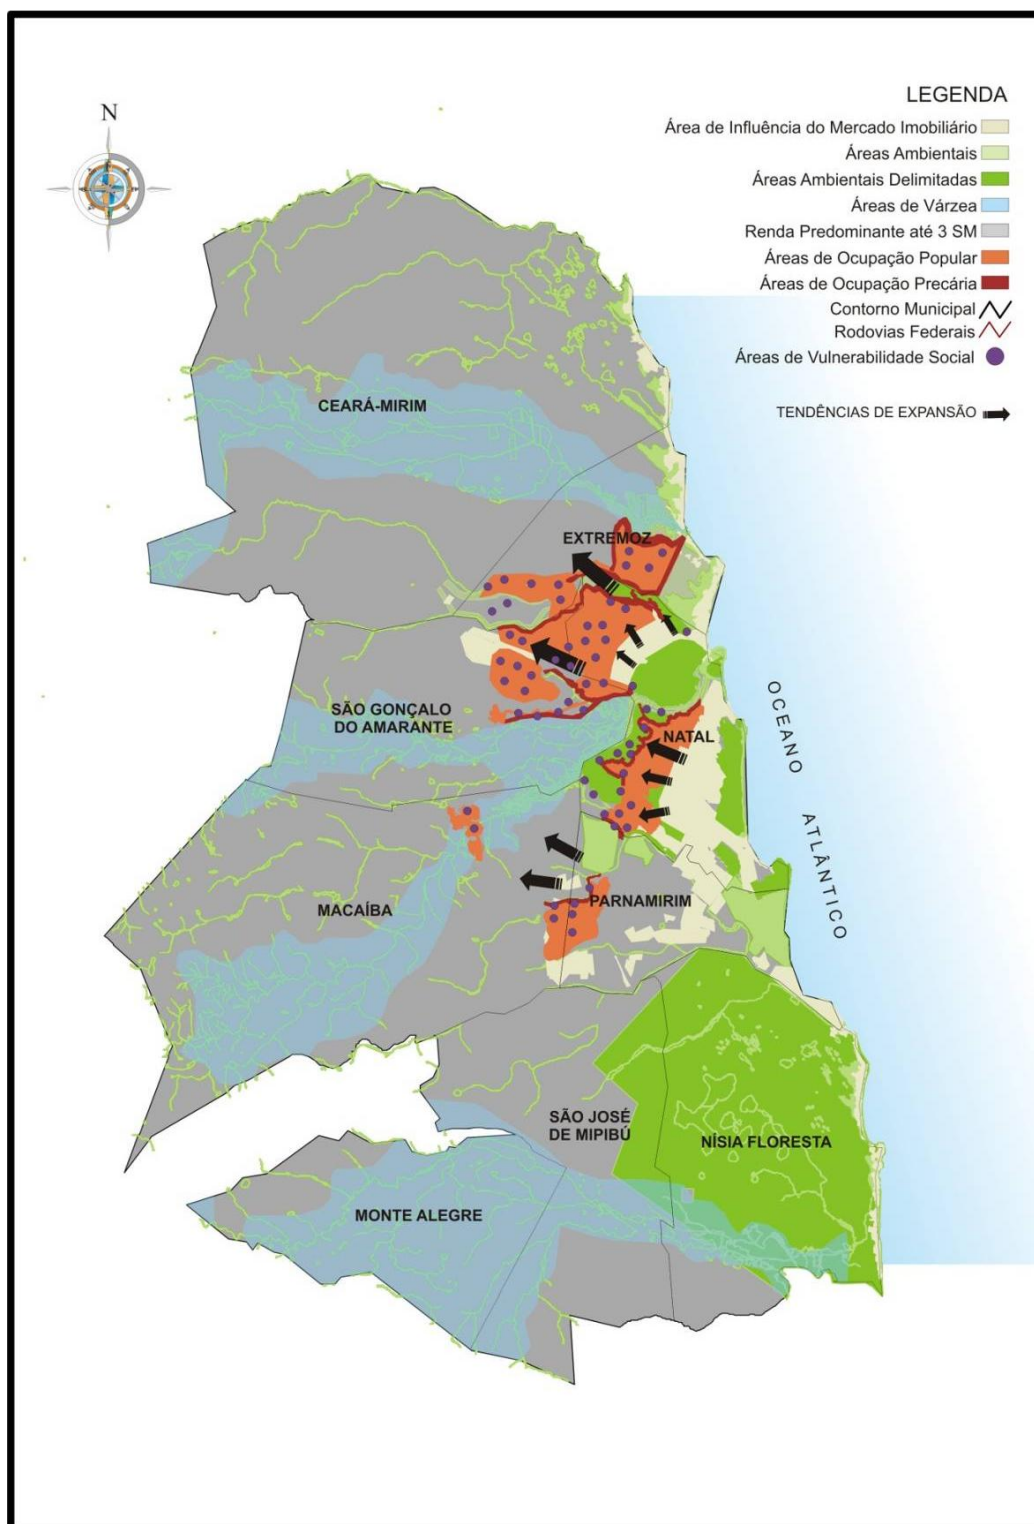 N
LEGENDA
Área de Influência do Mercado Imobiliário
Áreas Ambientais
Áreas Ambientais Delimitadas
Áreas de Várzea
Renda Predominante até 3 SM
Áreas de Ocupação Popular
Áreas de Ocupação Precária
Contorno Municipal
Rodovias Federais
Áreas de Vulnerabilidade Social
TENDÊNCIAS DE EXPANSÃO
CEARÁ-MIRIM
EXTREMOZ
SÃO GONÇALO
DO AMARANTE
NATAL
OCEANO ATLÂNTICO
MACAÍBA
PARNAMIRIM
SÃO JOSÉ
DE MIPIBÚ
NÍSIA FLORESTA
MONTE ALEGRE